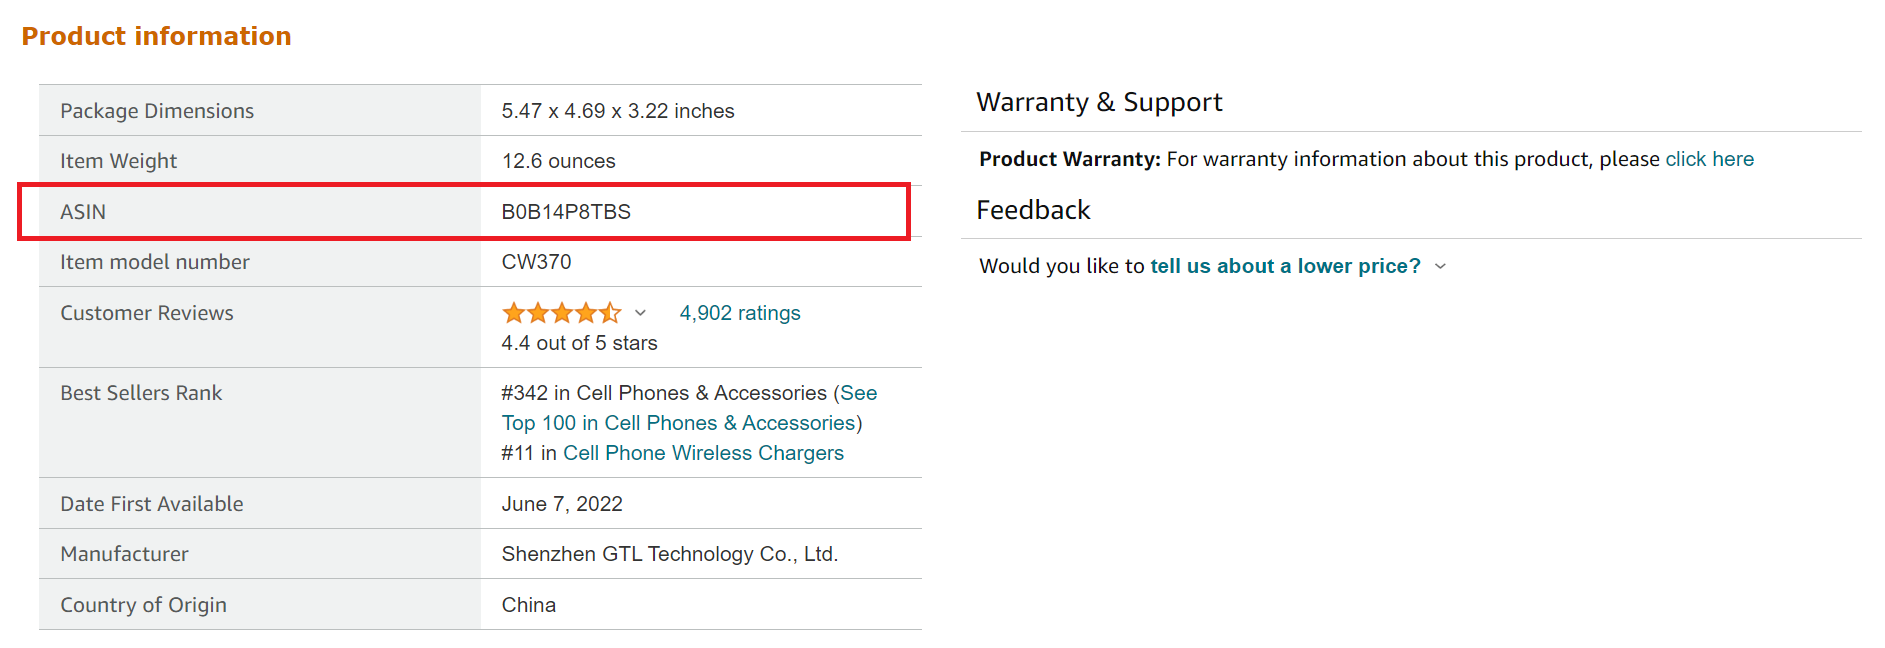 Product information
Package Dimensions 5.47 x 4.69 x 3.22 inches
Item Weight 12.6 ounces
ASIN B0B14P8TBS
Item model number CW370
Customer Reviews 4,902 ratings
4.4 out of 5 stars
Best Sellers Rank #342 in Cell Phones & Accessories (See
Top 100 in Cell Phones & Accessories)
#11 in Cell Phone Wireless Chargers
Date First Available June 7, 2022
Manufacturer Shenzhen GTL Technology Co., Ltd.
Country of Origin China
Warranty & Support
Product Warranty: For warranty information about this product, please click here
Feedback
Would you like to tell us about a lower price?